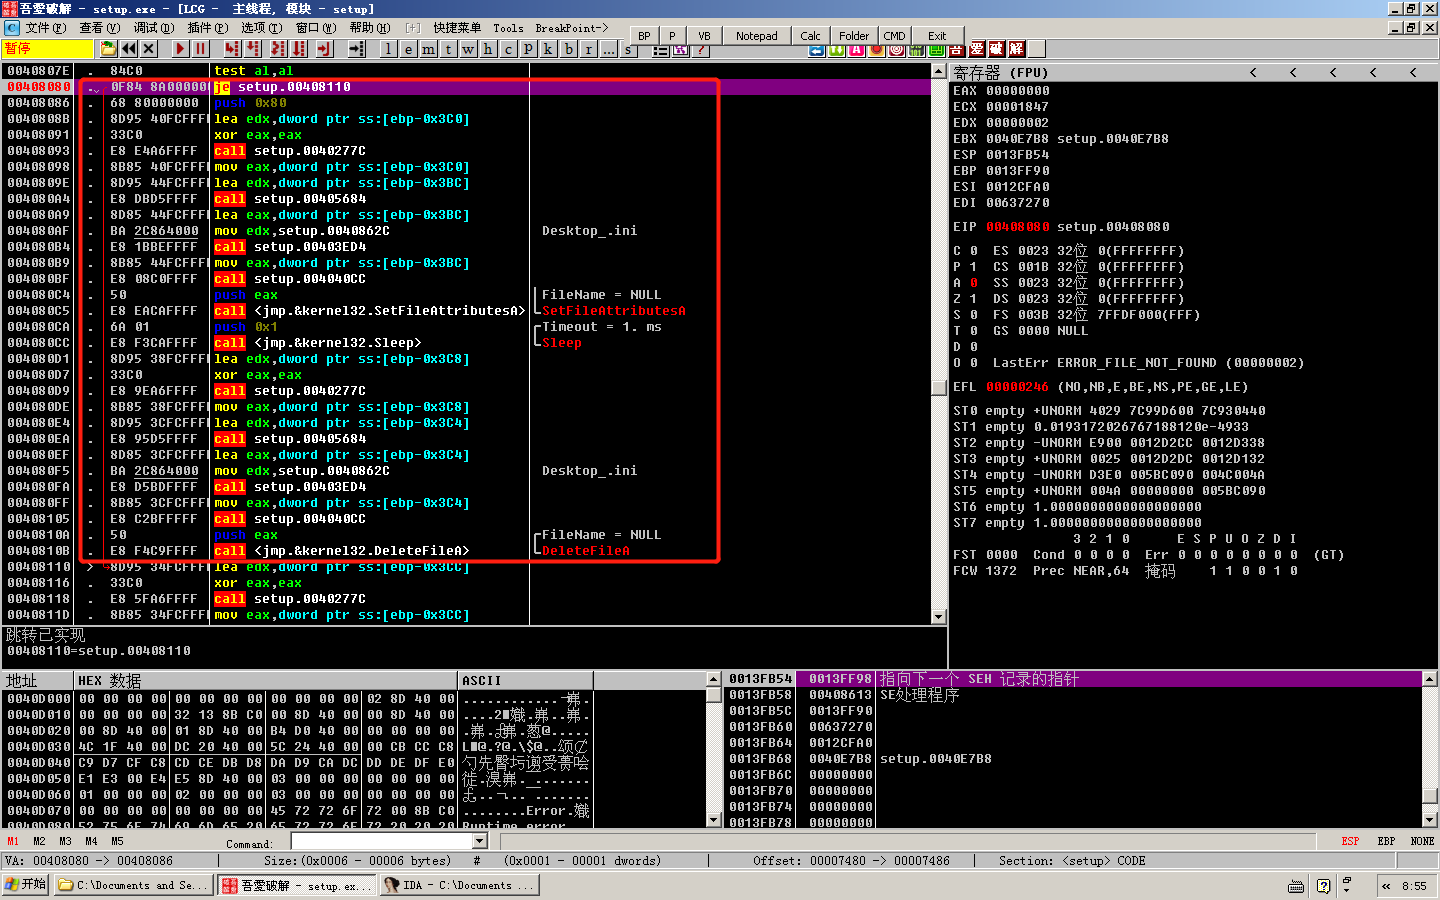 吾爱破解 - setup.exe - [LCG - 主线程, 模块 - setup]
文件(F) 查看(V) 调试(D) 插件(P) 选项(T) 窗口(W) 帮助(H) [+] 快捷菜单 Tools BreakPoint->
BP P VB Notepad Calc Folder CMD Exit
暂停 l e m t w h c p k b r ... s
吾 爱 破 解
0040807E . 84C0 test al,al
00408080 . 0F84 8A000000 je setup.00408110
00408086 . 68 80000000 push 0x80
0040808B . 8D95 40FCFFFF lea edx,dword ptr ss:[ebp-0x3C0]
00408091 . 33C0 xor eax,eax
00408093 . E8 E4A6FFFF call setup.0040277C
00408098 . 8B85 40FCFFFF mov eax,dword ptr ss:[ebp-0x3C0]
0040809E . 8D95 44FCFFFF lea edx,dword ptr ss:[ebp-0x3BC]
004080A4 . E8 DBD5FFFF call setup.00405684
004080A9 . 8D85 44FCFFFF lea eax,dword ptr ss:[ebp-0x3BC]
004080AF . BA 2C864000 mov edx,setup.0040862C Desktop_.ini
004080B4 . E8 1BBEFFFF call setup.00403ED4
004080B9 . 8B85 44FCFFFF mov eax,dword ptr ss:[ebp-0x3BC]
004080BF . E8 08C0FFFF call setup.004040CC
004080C4 . 50 push eax FileName = NULL
004080C5 . E8 EACAFFFF call <jmp.&kernel32.SetFileAttributesA> SetFileAttributesA
004080CA . 6A 01 push 0x1 Timeout = 1. ms
004080CC . E8 F3CAFFFF call <jmp.&kernel32.Sleep> Sleep
004080D1 . 8D95 38FCFFFF lea edx,dword ptr ss:[ebp-0x3C8]
004080D7 . 33C0 xor eax,eax
004080D9 . E8 9EA6FFFF call setup.0040277C
004080DE . 8B85 38FCFFFF mov eax,dword ptr ss:[ebp-0x3C8]
004080E4 . 8D95 3CFCFFFF lea edx,dword ptr ss:[ebp-0x3C4]
004080EA . E8 95D5FFFF call setup.00405684
004080EF . 8D85 3CFCFFFF lea eax,dword ptr ss:[ebp-0x3C4]
004080F5 . BA 2C864000 mov edx,setup.0040862C Desktop_.ini
004080FA . E8 D5BDFFFF call setup.00403ED4
004080FF . 8B85 3CFCFFFF mov eax,dword ptr ss:[ebp-0x3C4]
00408105 . E8 C2BFFFFF call setup.004040CC
0040810A . 50 push eax FileName = NULL
0040810B . E8 F4C9FFFF call <jmp.&kernel32.DeleteFileA> DeleteFileA
00408110 > 8D95 34FCFFFF lea edx,dword ptr ss:[ebp-0x3CC]
00408116 . 33C0 xor eax,eax
00408118 . E8 5FA6FFFF call setup.0040277C
0040811D . 8B85 34FCFFFF mov eax,dword ptr ss:[ebp-0x3CC]
跳转已实现
00408110=setup.00408110
寄存器 (FPU) < < < < <
EAX 00000000
ECX 00001847
EDX 00000002
EBX 0040E7B8 setup.0040E7B8
ESP 0013FB54
EBP 0013FF90
ESI 0012CFA0
EDI 00637270
EIP 00408080 setup.00408080
C 0 ES 0023 32位 0(FFFFFFFF)
P 1 CS 001B 32位 0(FFFFFFFF)
A 0 SS 0023 32位 0(FFFFFFFF)
Z 1 DS 0023 32位 0(FFFFFFFF)
S 0 FS 003B 32位 7FFDF000(FFF)
T 0 GS 0000 NULL
D 0
O 0 LastErr ERROR_FILE_NOT_FOUND (00000002)
EFL 00000246 (NO,NB,E,BE,NS,PE,GE,LE)
ST0 empty +UNORM 4029 7C99D600 7C930440
ST1 empty 0.0193172026767188120e-4933
ST2 empty -UNORM E900 0012D2CC 0012D338
ST3 empty +UNORM 0025 0012D2DC 0012D132
ST4 empty -UNORM D3E0 005BC090 004C004A
ST5 empty +UNORM 004A 00000000 005BC090
ST6 empty 1.0000000000000000000
ST7 empty 1.0000000000000000000
3 2 1 0 E S P U O Z D I
FST 0000 Cond 0 0 0 0 Err 0 0 0 0 0 0 0 0 (GT)
FCW 1372 Prec NEAR,64 掩码 1 1 0 0 1 0
地址 HEX 数据 ASCII
0040D000 00 00 00 00 00 00 00 00 00 00 00 00 02 8D 40 00
0040D010 00 00 00 00 32 13 8B C0 00 8D 40 00 00 8D 40 00
0040D020 00 8D 40 00 01 8D 40 00 B4 D0 40 00 00 00 00 00
0040D030 4C 1F 40 00 DC 20 40 00 5C 24 40 00 00 CB CC C8
0040D040 C9 D7 CF C8 CD CE DB D8 DA D9 CA DC DD DE DF E0
0040D050 E1 E3 00 E4 E5 8D 40 00 03 00 00 00 00 00 00 00
0040D060 01 00 00 00 02 00 00 00 03 00 00 00 00 00 00 00
0040D070 00 00 00 00 00 00 00 00 45 72 72 6F 72 00 8B C0 ........Error.
0040D080 52 75 6E 74 69 6D 65 20 65 72 72 6F 72 20 20 20 Runtime error
0013FB54 0013FF98 指向下一个 SEH 记录的指针
0013FB58 00408613 SE处理程序
0013FB5C 0013FF90
0013FB60 00637270
0013FB64 0012CFA0
0013FB68 0040E7B8 setup.0040E7B8
0013FB6C 00000000
0013FB70 00000000
0013FB74 00000000
0013FB78 00000000
M1 M2 M3 M4 M5 Command: ESP EBP NONE
VA: 00408080 -> 00408086 Size:(0x0006 - 00006 bytes) # (0x0001 - 00001 dwords) Offset: 00007480 -> 00007486 Section: <setup> CODE
开始 C:\Documents and Se... 吾爱破解 - setup.ex... IDA - C:\Documents ... « 8:55